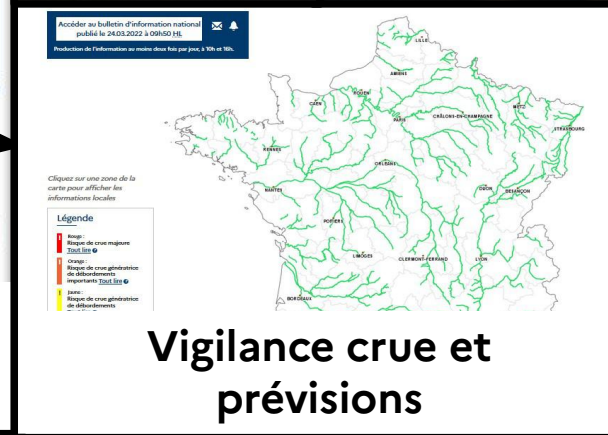 Accéder au bulletin d'information national
publié le 24.03.2022 à 09h50 HL
Production de l'information au moins deux fois par jour, à 10h et 16h.
LILLE
AMIENS
ROUEN
CAEN
METZ
PARIS
CHÂLONS-EN-CHAMPAGNE
STRASBOURG
RENNES
ORLÉANS
Cliquez sur une zone de la
carte pour afficher les
informations locales
NANTES
DIJON
BESANÇON
Légende
POITIERS
Rouge :
Risque de crue majeure
Tout lire
LIMOGES
CLERMONT-FERRAND
LYON
Orange :
Risque de crue génératrice
de débordements
importants Tout lire
Jaune :
Risque de crue génératrice
de débordements
BORDEAUX
Vigilance crue et
prévisions